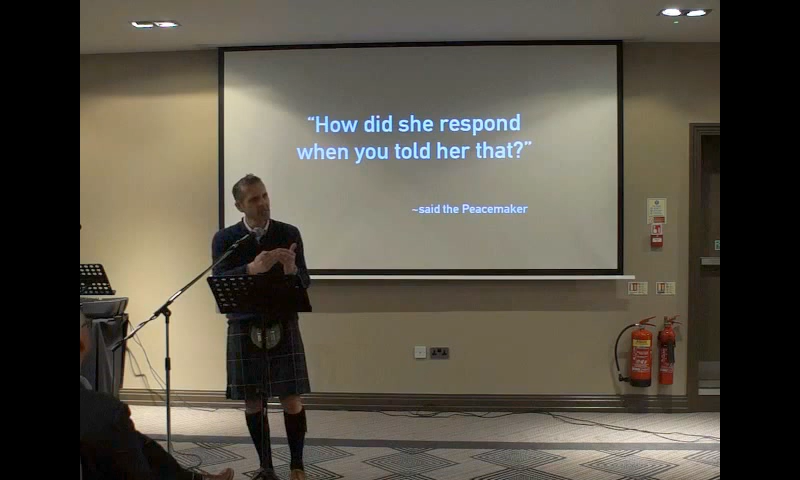 “How did she respond
when you told her that?”
~said the Peacemaker